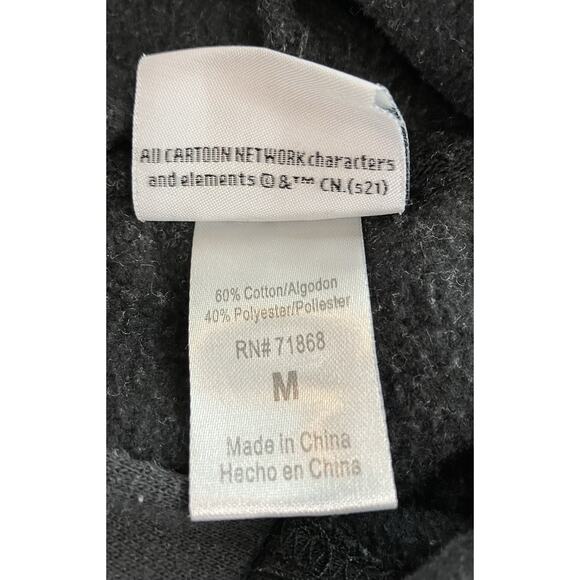 All CARTOON NETWORK characters
and elements ©&™ CN.(s21)
60% Cotton/Algodon
40% Polyester/Poliester
RN# 71868
M
Made in China
Hecho en China